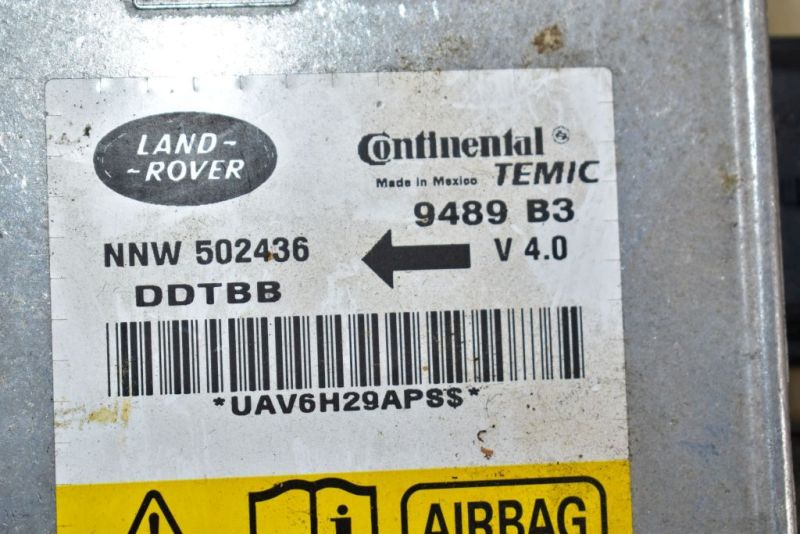 LAND~
~ROVER
Continental ®
Made in Mexico TEMIC
9489 B3
NNW 502436
V 4.0
DDTBB
*UAV6H29APS$*
i
AIRBAG